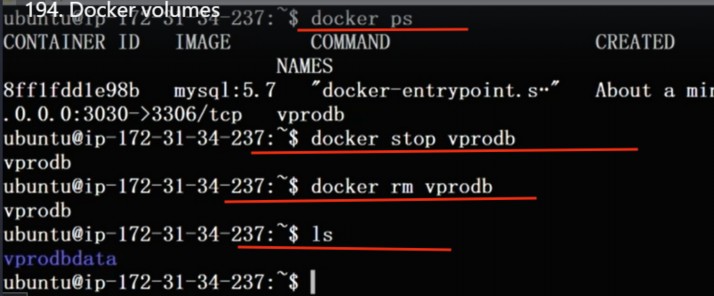 194. Docker volumes
ubuntu@ip-172-31-34-237:~$ docker ps
CONTAINER ID IMAGE COMMAND CREATED
NAMES
8ff1fdd1e98b mysql:5.7 "docker-entrypoint.s…" About a min
.0.0.0:3030->3306/tcp vprodb
ubuntu@ip-172-31-34-237:~$ docker stop vprodb
vprodb
ubuntu@ip-172-31-34-237:~$ docker rm vprodb
vprodb
ubuntu@ip-172-31-34-237:~$ ls
vprodbdata
ubuntu@ip-172-31-34-237:~$